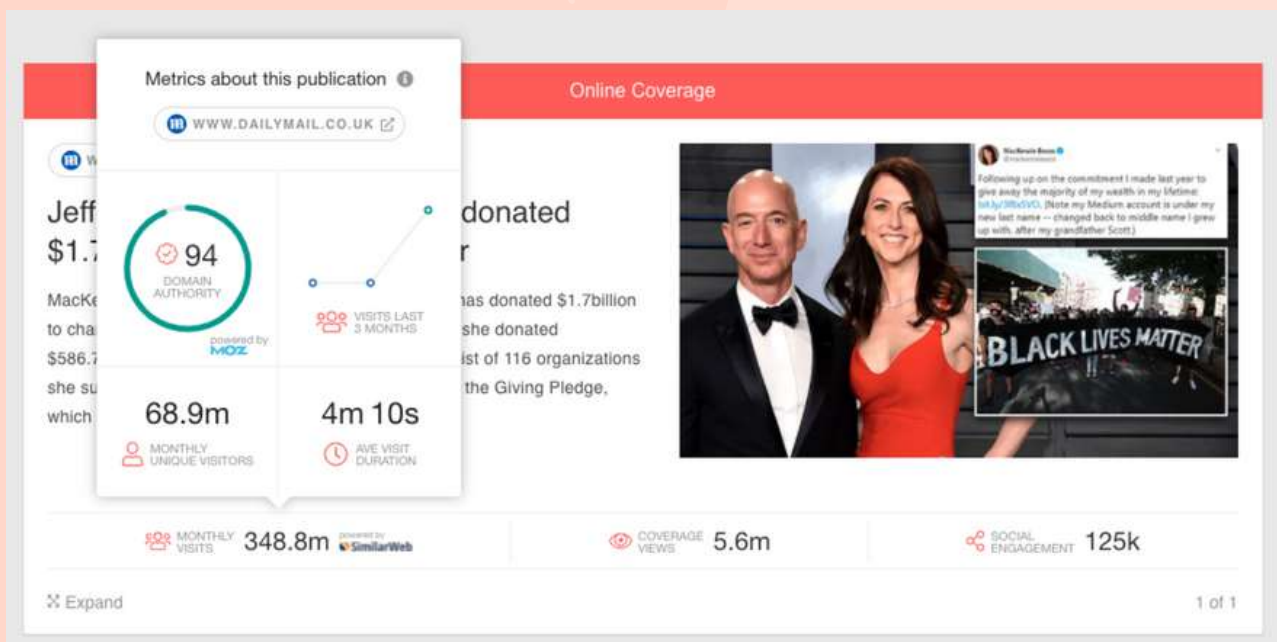 Metrics about this publication
WWW.DAILYMAIL.CO.UK
Online Coverage
W
Jeff
donated
$1.7
r
94
DOMAIN
AUTHORITY
powered by
MOZ
VISITS LAST
3 MONTHS
MacKe
has donated $1.7billion
to cha
she donated
$586.7
ist of 116 organizations
she su
the Giving Pledge,
which
68.9m
MONTHLY
UNIQUE VISITORS
4m 10s
AVE VISIT
DURATION
MacKenzie Bezos
Following up on the commitment I made last year to
give away the majority of my wealth in my lifetime:
(Note my Medium account is under my
new last name -- changed back to middle name I grew
up with, after my grandfather Scott.)
BLACK LIVES MATTER
MONTHLY
VISITS
348.8m
powered by
SimilarWeb
COVERAGE
VIEWS
5.6m
SOCIAL
ENGAGEMENT
125k
Expand
1 of 1